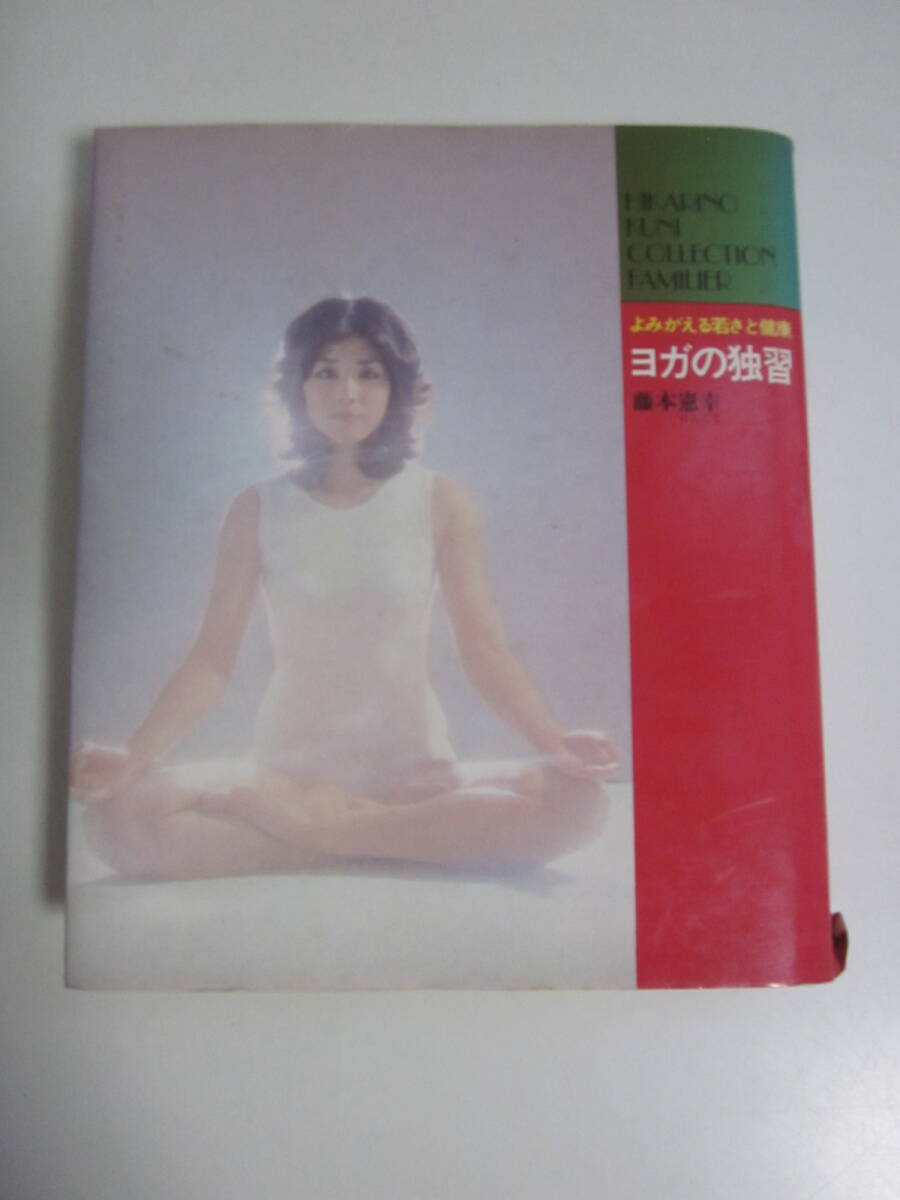 HIKARINO
KUNI
COLLECTION
FAMILIER
よみがえる若さと健康
ヨガの独習
藤本憲幸